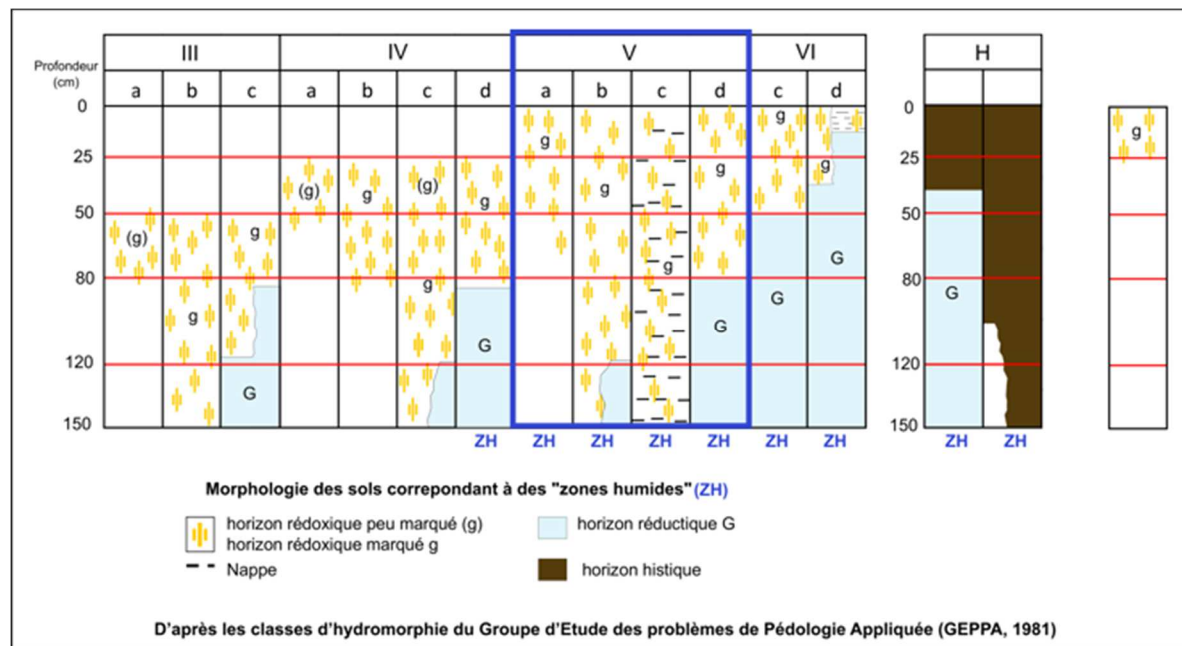 III IV V VI H
Profondeur
(cm)
a b c a b c d a b c d c d
0 0
g g g
25 25
(g) g (g) g g g g
50 50
(g) g g
g G
80 80
g g G G G
g G G
120 120
G
150 150
ZH ZH ZH ZH ZH ZH ZH ZH ZH
Morphologie des sols correpondant à des "zones humides" (ZH)
horizon rédoxique peu marqué (g) horizon réductique G
horizon rédoxique marqué g
Nappe horizon histique
D'après les classes d'hydromorphie du Groupe d'Etude des problèmes de Pédologie Appliquée (GEPPA, 1981)